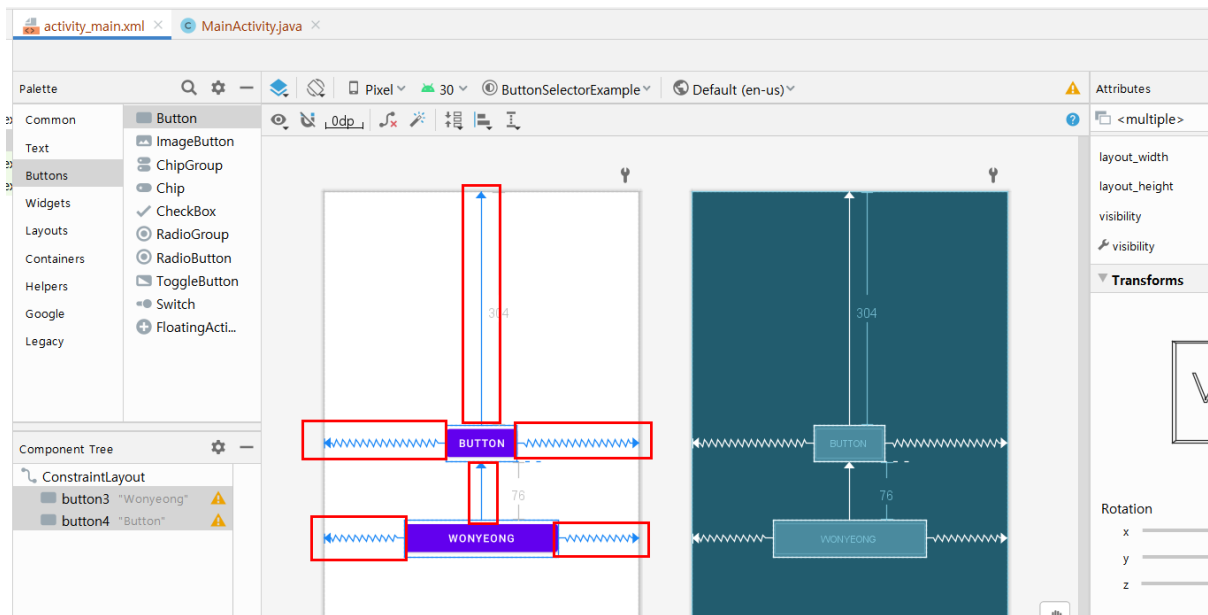 activity_main.xml
MainActivity.java
Palette
Pixel
30
ButtonSelectorExample
Default (en-us)
Attributes
Common
Text
Buttons
Widgets
Layouts
Containers
Helpers
Google
Legacy
Button
ImageButton
ChipGroup
Chip
CheckBox
RadioGroup
RadioButton
ToggleButton
Switch
FloatingActi...
0dp
<multiple>
layout_width
layout_height
visibility
visibility
Transforms
304
BUTTON
76
WONYEONG
304
BUTTON
76
WONYEONG
Component Tree
ConstraintLayout
button3 "Wonyeong"
button4 "Button"
Rotation
x
y
z